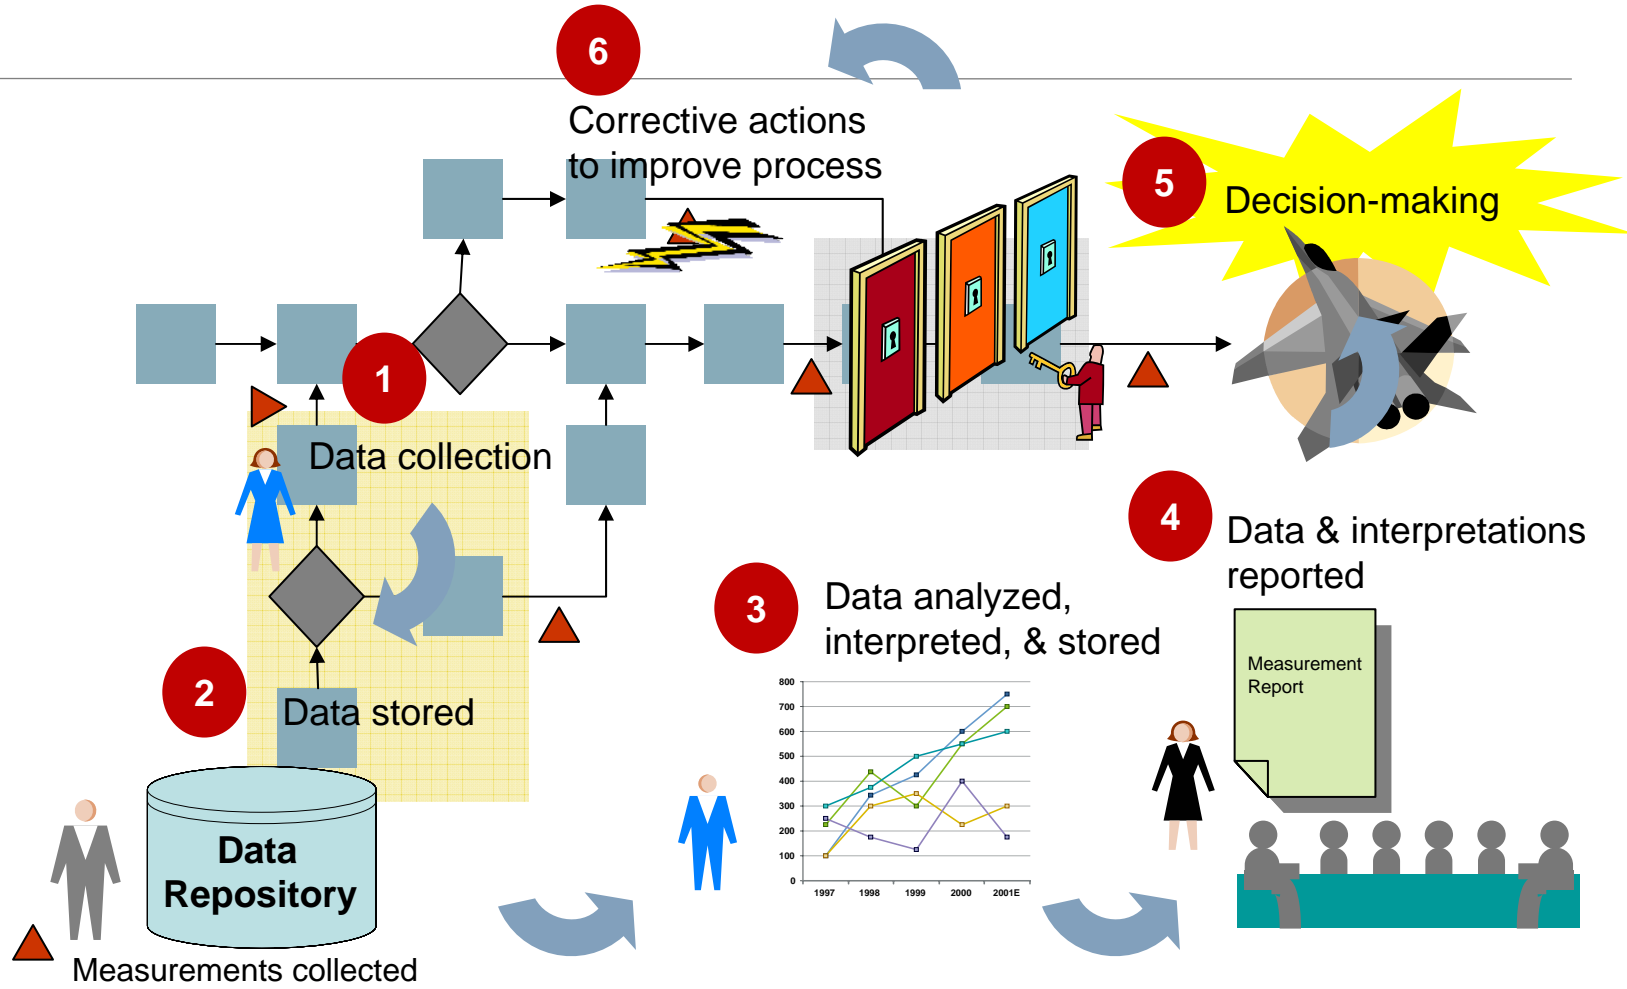 6
Corrective actions
to improve process
5
Decision-making
1
Data collection
4
Data & interpretations
reported
3
Data analyzed,
interpreted, & stored
2
Data stored
Measurement
Report
800
700
600
500
400
300
200
100
0
1997 1998 1999 2000 2001E
Data
Repository
Measurements collected